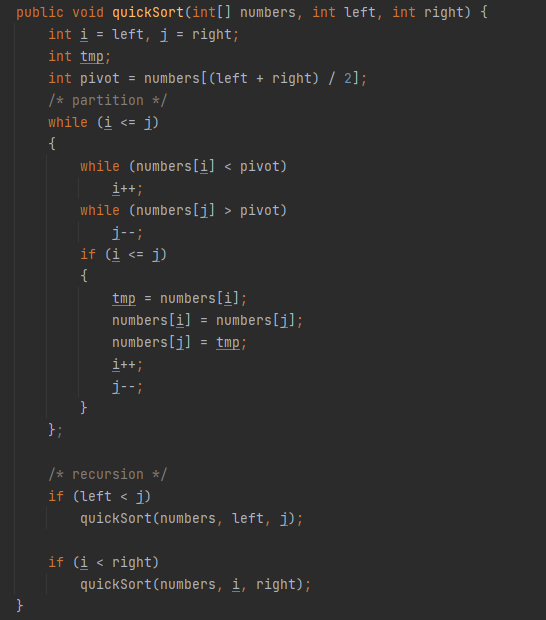 public void quickSort(int[] numbers, int left, int right) {
    int i = left, j = right;
    int tmp;
    int pivot = numbers[(left + right) / 2];
    /* partition */
    while (i <= j)
    {
        while (numbers[i] < pivot)
            i++;
        while (numbers[j] > pivot)
            j--;
        if (i <= j)
        {
            tmp = numbers[i];
            numbers[i] = numbers[j];
            numbers[j] = tmp;
            i++;
            j--;
        }
    };

    /* recursion */
    if (left < j)
        quickSort(numbers, left, j);

    if (i < right)
        quickSort(numbers, i, right);
}